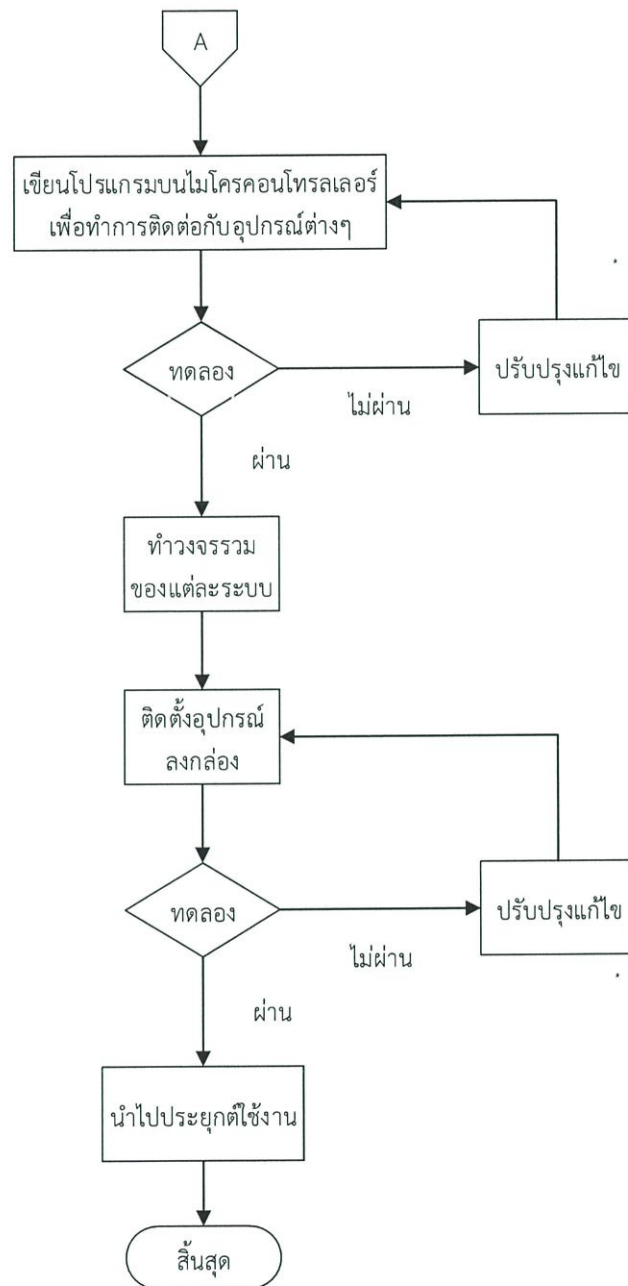 A
เขียนโปรแกรมบนไมโครคอนโทรลเลอร์
เพื่อทำการติดต่อกับอุปกรณ์ต่างๆ
ทดลอง
ไม่ผ่าน
ปรับปรุงแก้ไข
ผ่าน
ทำวงจรรวม
ของแต่ละระบบ
ติดตั้งอุปกรณ์
ลงกล่อง
ทดลอง
ไม่ผ่าน
ปรับปรุงแก้ไข
ผ่าน
นำไปประยุกต์ใช้งาน
สิ้นสุด